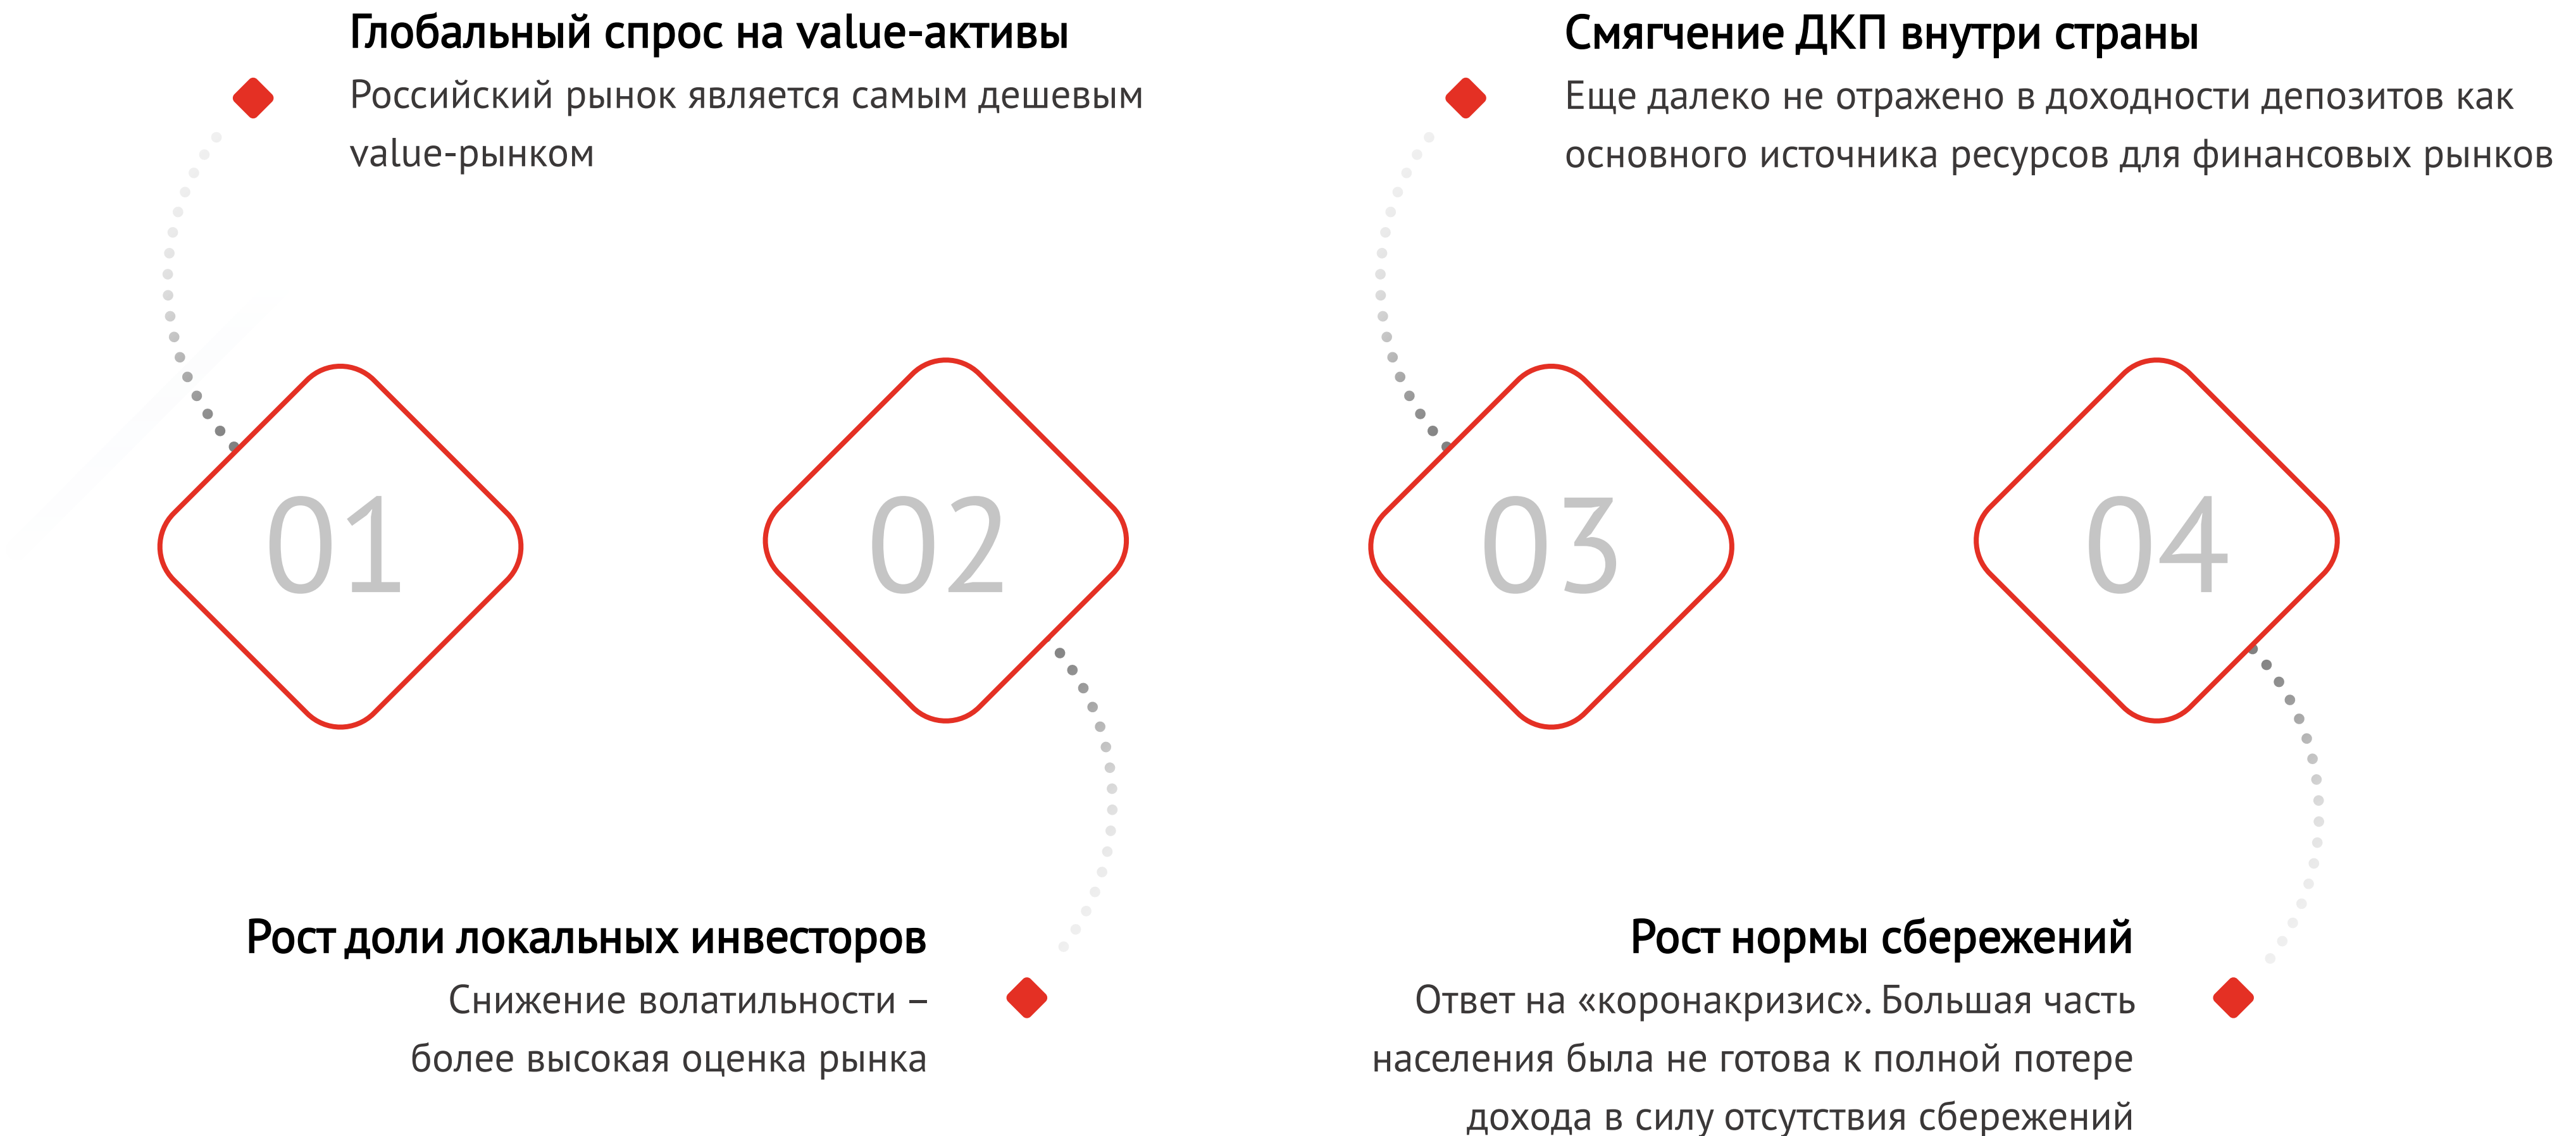 Глобальный спрос на value-активы
Российский рынок является самым дешевым
value-рынком
Смягчение ДКП внутри страны
Еще далеко не отражено в доходности депозитов как
основного источника ресурсов для финансовых рынков
01
02
03
04
Рост доли локальных инвесторов
Снижение волатильности –
более высокая оценка рынка
Рост нормы сбережений
Ответ на «коронакризис». Большая часть
населения была не готова к полной потере
дохода в силу отсутствия сбережений